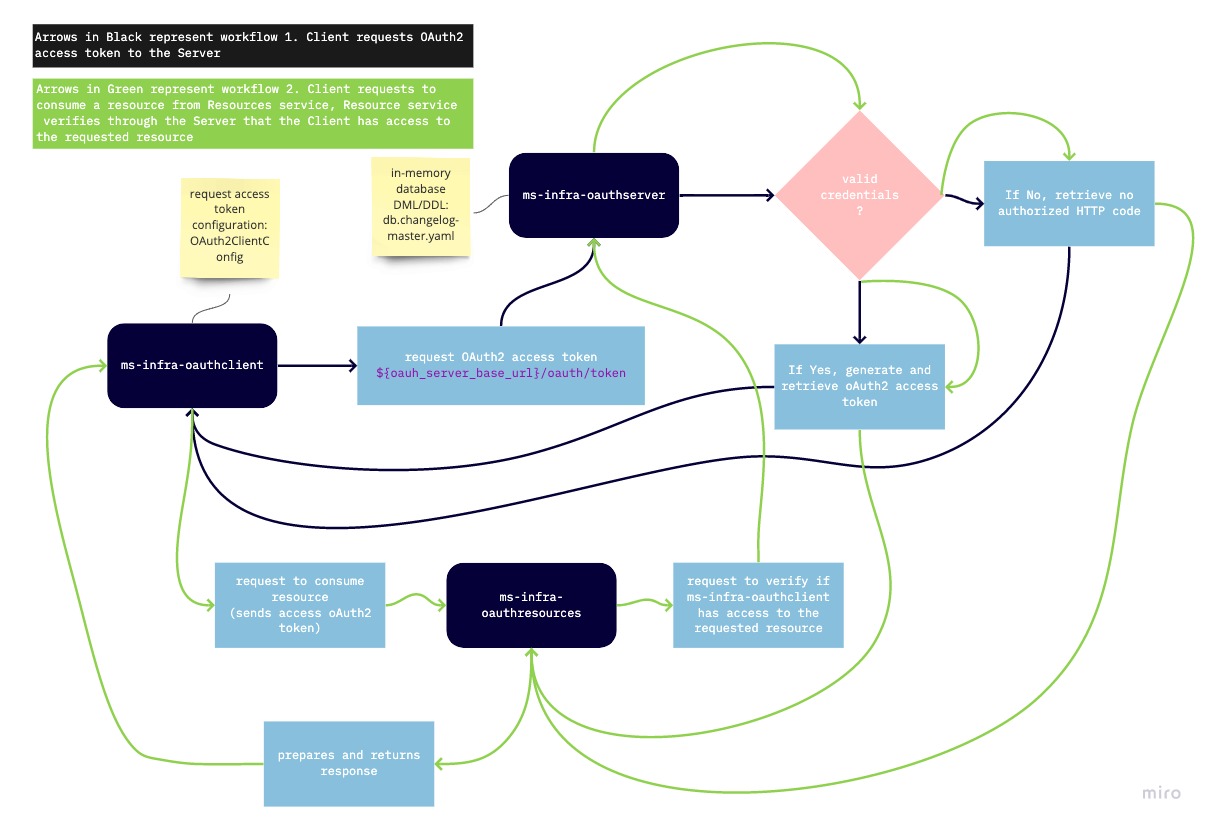 Arrows in Black represent workflow 1. Client requests OAuth2
access token to the Server
Arrows in Green represent workflow 2. Client requests to
consume a resource from Resources service, Resource service
verifies through the Server that the Client has access to
the requested resource
request access
token
configuration:
OAuth2ClientC
onfig
in-memory
database
DML/DDL:
db.changelog-
master.yaml
ms-infra-oauthserver
valid
credentials
?
If No, retrieve no
authorized HTTP code
ms-infra-oauthclient
request OAuth2 access token
${oauh_server_base_url}/oauth/token
If Yes, generate and
retrieve oAuth2 access
token
request to consume
resource
(sends access oAuth2
token)
ms-infra-
oauthresources
request to verify if
ms-infra-oauthclient
has access to the
requested resource
prepares and returns
response
miro